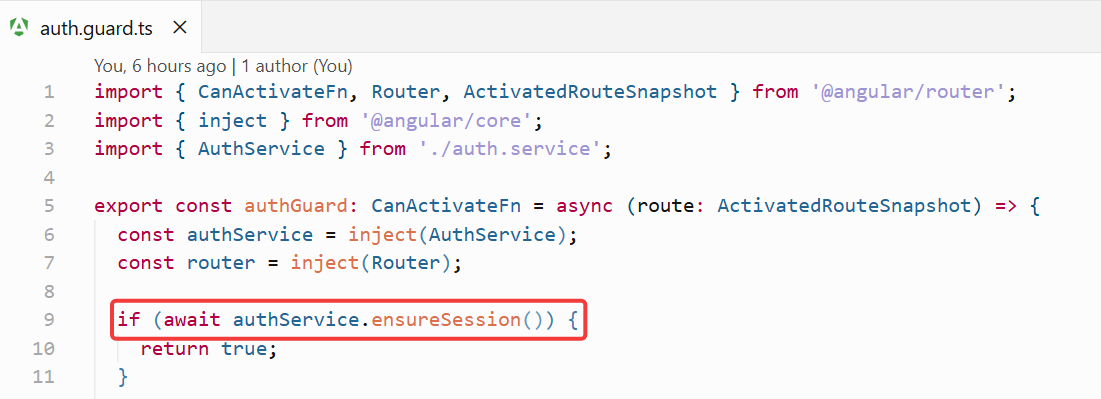 auth.guard.ts
You, 6 hours ago | 1 author (You)
1 import { CanActivateFn, Router, ActivatedRouteSnapshot } from '@angular/router';
2 import { inject } from '@angular/core';
3 import { AuthService } from './auth.service';
4
5 export const authGuard: CanActivateFn = async (route: ActivatedRouteSnapshot) => {
6   const authService = inject(AuthService);
7   const router = inject(Router);
8
9   if (await authService.ensureSession()) {
10     return true;
11   }